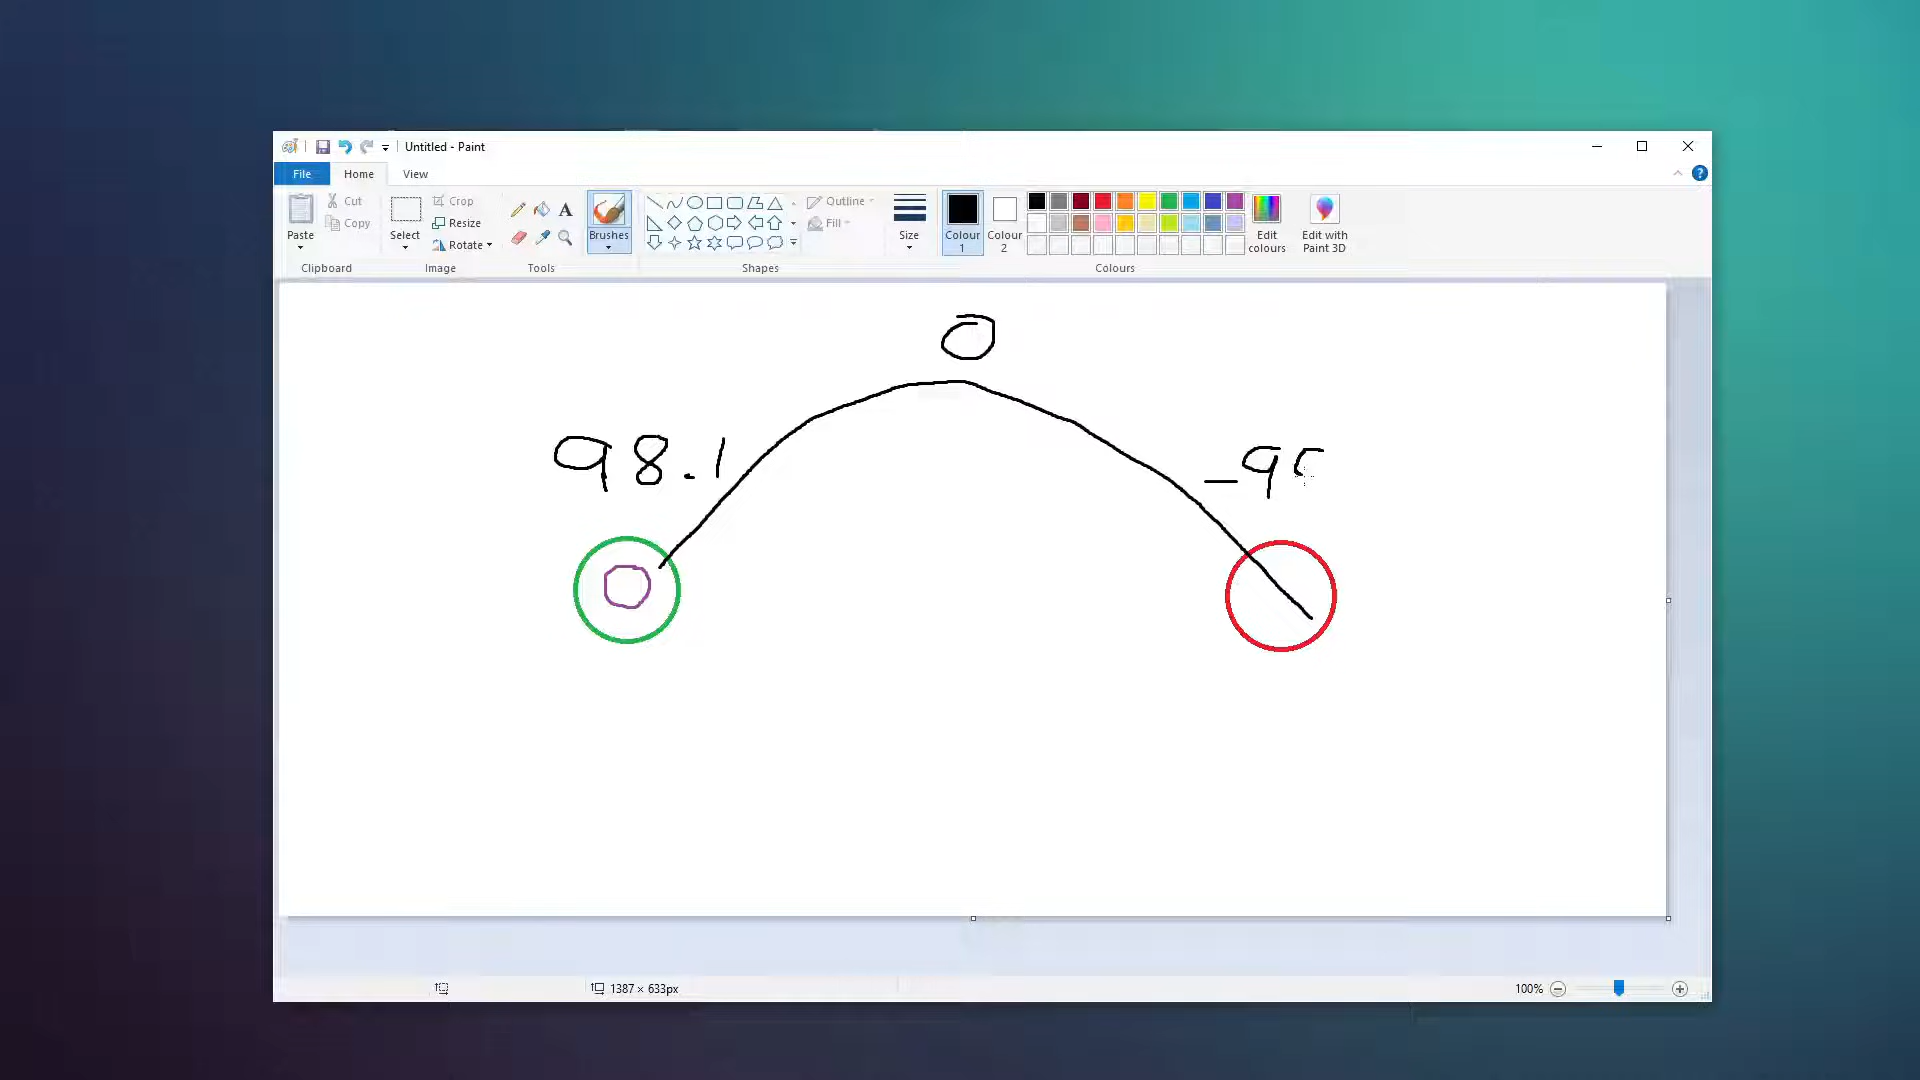 Untitled - Paint
File Home View
Cut
Copy
Paste
Clipboard
Crop
Resize
Rotate
Select
Image
A
Tools
Brushes
Outline
Fill
Shapes
Size
Colour 1
Colour 2
Edit colours
Edit with Paint 3D
Colours
?
0
98.1
1387 × 633px
100%